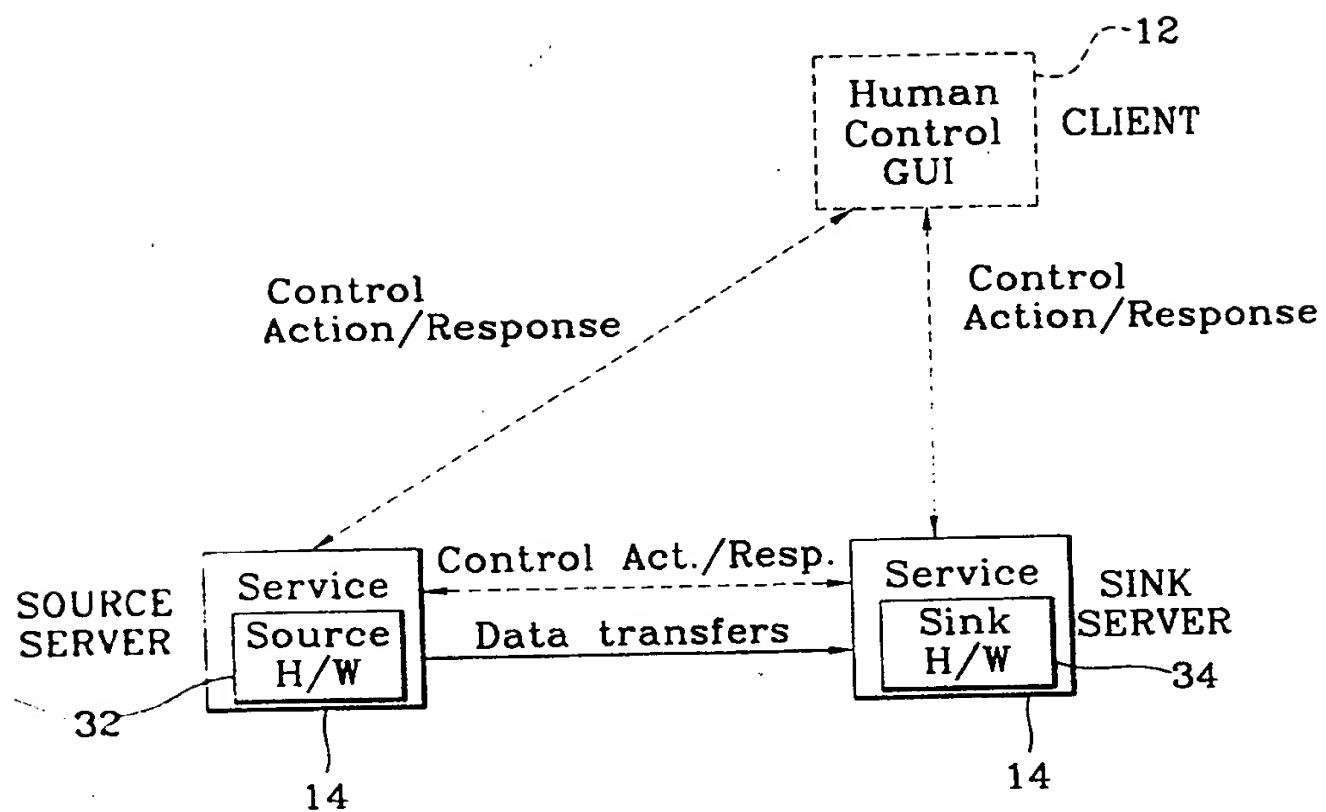 12
Human
Control
GUI
CLIENT
Control
Action/Response
Control
Action/Response
Control Act./Resp.
Service
Service
SOURCE
SERVER
Source
H/W
Data transfers
Sink
H/W
SINK
SERVER
32
34
14
14